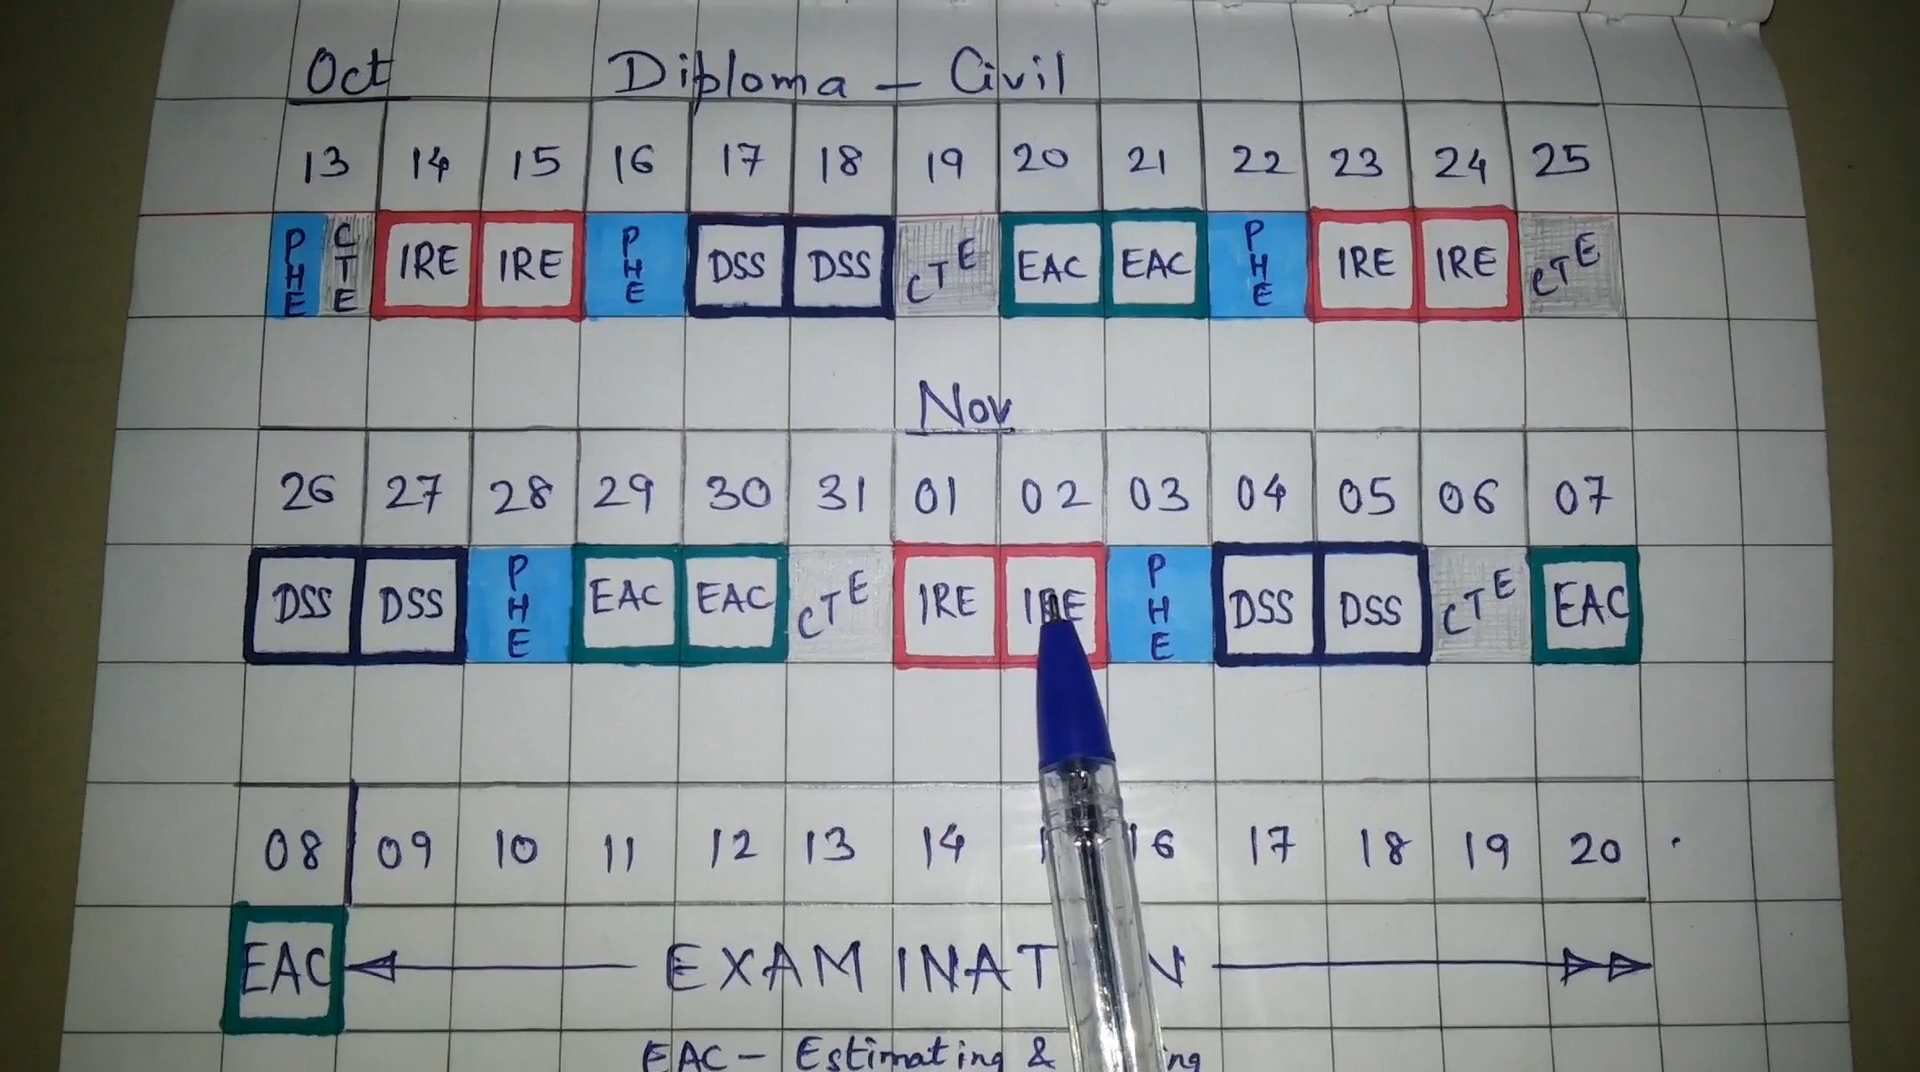 Oct Diploma - Civil
13 14 15 16 17 18 19 20 21 22 23 24 25
PHE CTE IRE IRE PHE DSS DSS CTE EAC EAC PHE IRE IRE CTE
Nov
26 27 28 29 30 31 01 02 03 04 05 06 07
DSS DSS PHE EAC EAC CTE IRE IRE PHE DSS DSS CTE EAC
08 09 10 11 12 13 14 16 17 18 19 20
EAC
EAC - Estimating &